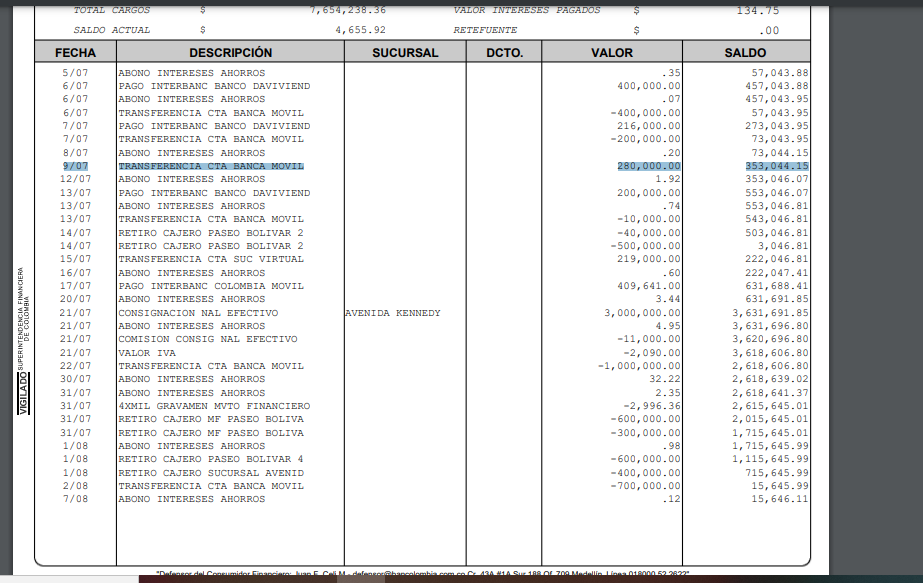 TOTAL CARGOS $ 7,654,238.36 VALOR INTERESES PAGADOS $ 134.75
SALDO ACTUAL $ 4,655.92 RETEFUENTE $ .00
FECHA DESCRIPCIÓN SUCURSAL DCTO. VALOR SALDO
5/07 ABONO INTERESES AHORROS .35 57,043.88
6/07 PAGO INTERBANC BANCO DAVIVIEND 400,000.00 457,043.88
6/07 ABONO INTERESES AHORROS .07 457,043.95
6/07 TRANSFERENCIA CTA BANCA MOVIL -400,000.00 57,043.95
7/07 PAGO INTERBANC BANCO DAVIVIEND 216,000.00 273,043.95
7/07 TRANSFERENCIA CTA BANCA MOVIL -200,000.00 73,043.95
8/07 ABONO INTERESES AHORROS .20 73,044.15
9/07 TRANSFERENCIA CTA BANCA MOVIL 280,000.00 353,044.15
12/07 ABONO INTERESES AHORROS 1.92 353,046.07
13/07 PAGO INTERBANC BANCO DAVIVIEND 200,000.00 553,046.07
13/07 ABONO INTERESES AHORROS .74 553,046.81
13/07 TRANSFERENCIA CTA BANCA MOVIL -10,000.00 543,046.81
14/07 RETIRO CAJERO PASEO BOLIVAR 2 -40,000.00 503,046.81
14/07 RETIRO CAJERO PASEO BOLIVAR 2 -500,000.00 3,046.81
15/07 TRANSFERENCIA CTA SUC VIRTUAL 219,000.00 222,046.81
16/07 ABONO INTERESES AHORROS .60 222,047.41
17/07 PAGO INTERBANC COLOMBIA MOVIL 409,641.00 631,688.41
20/07 ABONO INTERESES AHORROS 3.44 631,691.85
21/07 CONSIGNACION NAL EFECTIVO AVENIDA KENNEDY 3,000,000.00 3,631,691.85
21/07 ABONO INTERESES AHORROS 4.95 3,631,696.80
21/07 COMISION CONSIG NAL EFECTIVO -11,000.00 3,620,696.80
21/07 VALOR IVA -2,090.00 3,618,606.80
22/07 TRANSFERENCIA CTA BANCA MOVIL -1,000,000.00 2,618,606.80
30/07 ABONO INTERESES AHORROS 32.22 2,618,639.02
31/07 ABONO INTERESES AHORROS 2.35 2,618,641.37
31/07 4XMIL GRAVAMEN MVTO FINANCIERO -2,996.36 2,615,645.01
31/07 RETIRO CAJERO MF PASEO BOLIVA -600,000.00 2,015,645.01
31/07 RETIRO CAJERO MF PASEO BOLIVA -300,000.00 1,715,645.01
1/08 ABONO INTERESES AHORROS .98 1,715,645.99
1/08 RETIRO CAJERO PASEO BOLIVAR 4 -600,000.00 1,115,645.99
1/08 RETIRO CAJERO SUCURSAL AVENID -400,000.00 715,645.99
2/08 TRANSFERENCIA CTA BANCA MOVIL -700,000.00 15,645.99
7/08 ABONO INTERESES AHORROS .12 15,646.11
VIGILADO SUPERINTENDENCIA FINANCIERA
DE COLOMBIA
"Defensor del Consumidor Financiero: Juan F. Celi M. - defensor@bancolombia.com.co Cr. 43A #1A Sur 188 Of. 709 Medellín. Línea 018000 52 2622"